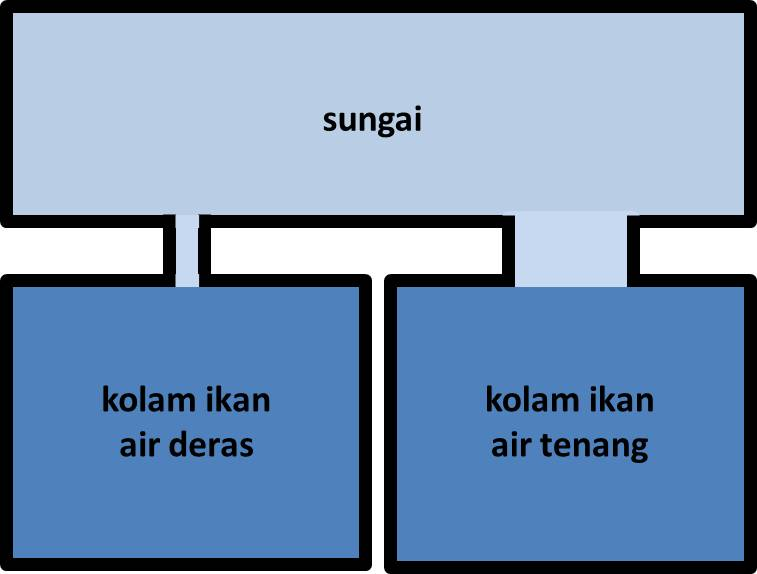 sungai
kolam ikan
air deras
kolam ikan
air tenang